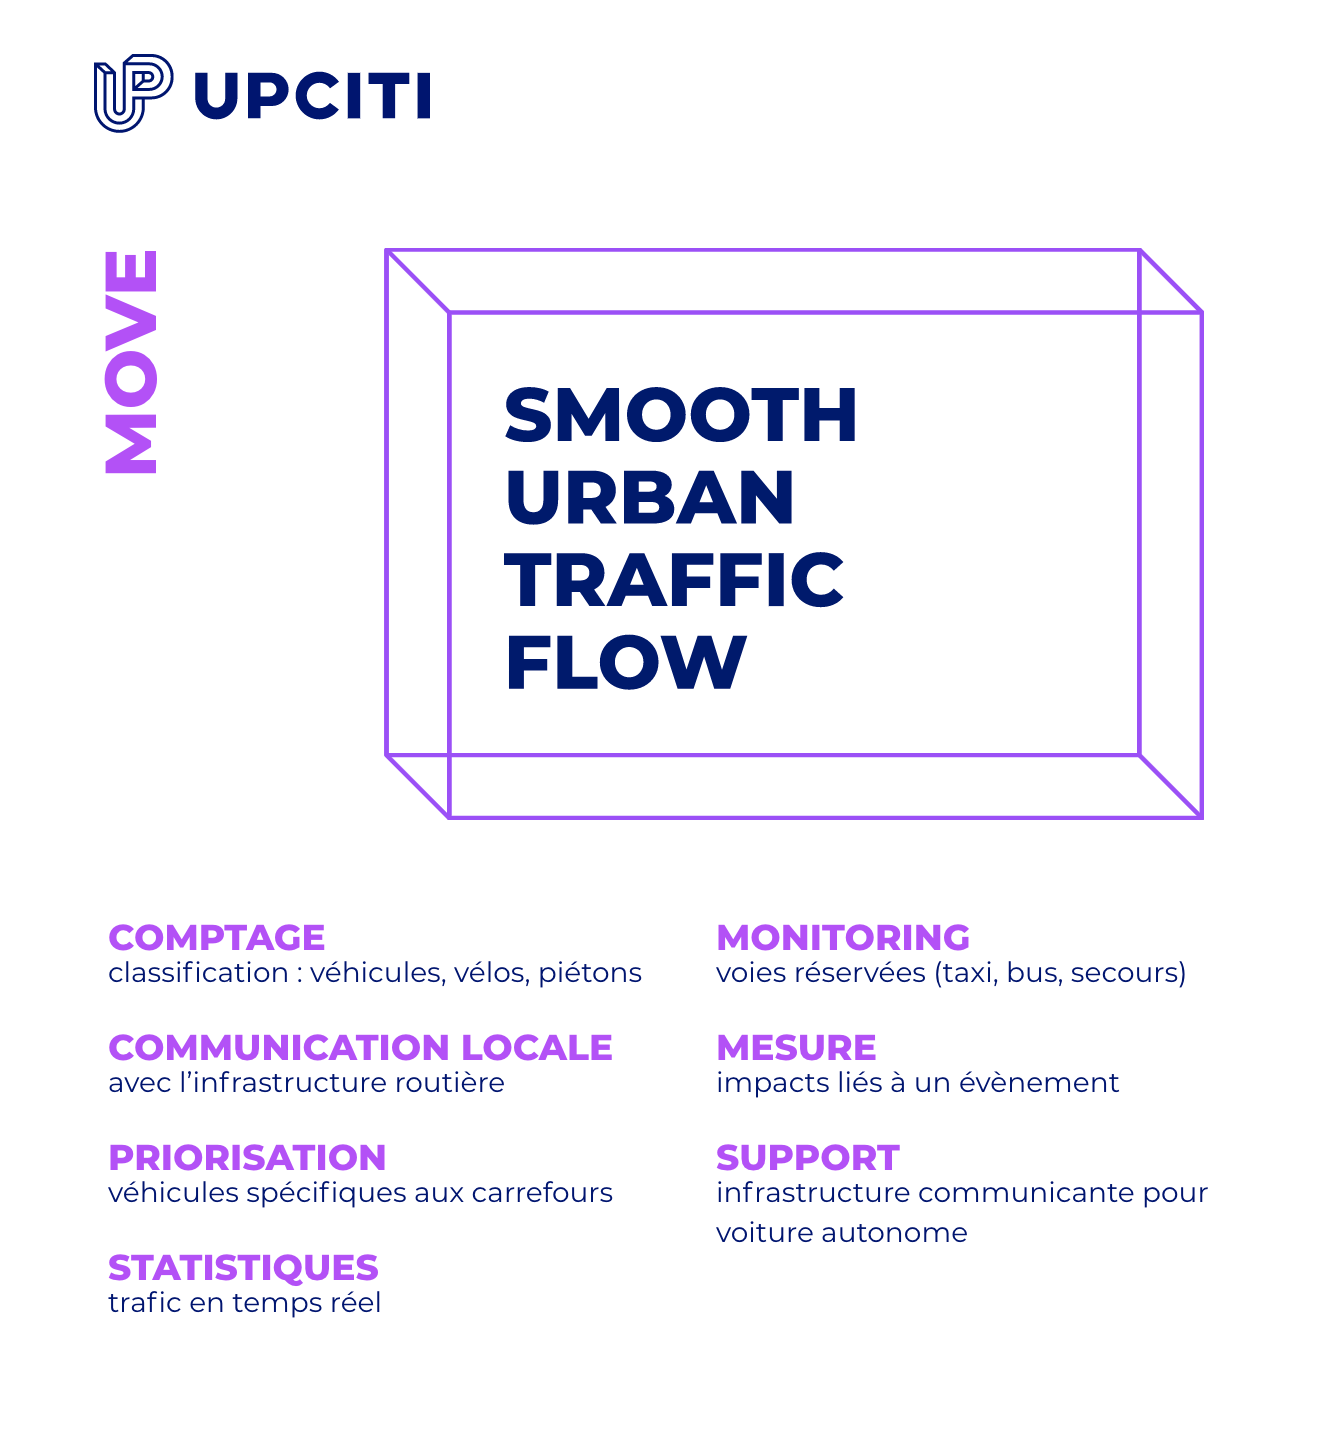 UPCITI
MOVE
SMOOTH
URBAN
TRAFFIC
FLOW
COMPTAGE
classification : véhicules, vélos, piétons
COMMUNICATION LOCALE
avec l’infrastructure routière
PRIORISATION
véhicules spécifiques aux carrefours
STATISTIQUES
trafic en temps réel
MONITORING
voies réservées (taxi, bus, secours)
MESURE
impacts liés à un évènement
SUPPORT
infrastructure communicante pour
voiture autonome